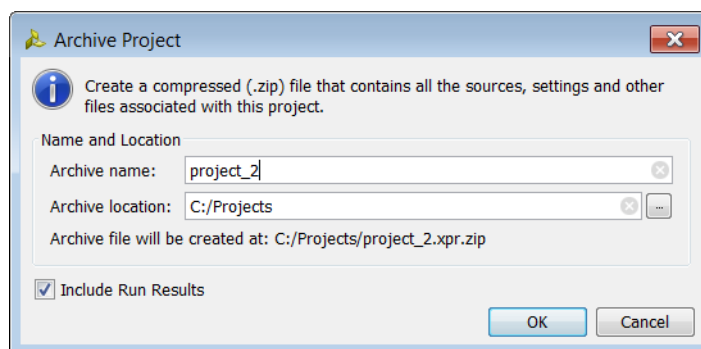 Archive Project
Create a compressed (.zip) file that contains all the sources, settings and other
files associated with this project.
Name and Location
Archive name: project_2
Archive location: C:/Projects ...
Archive file will be created at: C:/Projects/project_2.xpr.zip
Include Run Results
OK Cancel